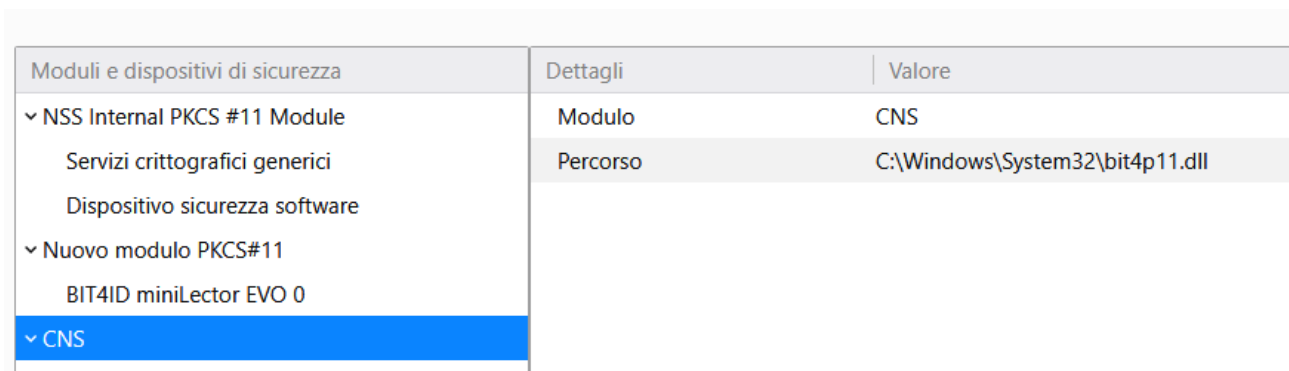 Moduli e dispositivi di sicurezza
Dettagli
Valore
NSS Internal PKCS #11 Module
Modulo
CNS
Servizi crittografici generici
Percorso
C:\Windows\System32\bit4p11.dll
Dispositivo sicurezza software
Nuovo modulo PKCS#11
BIT4ID miniLector EVO 0
CNS